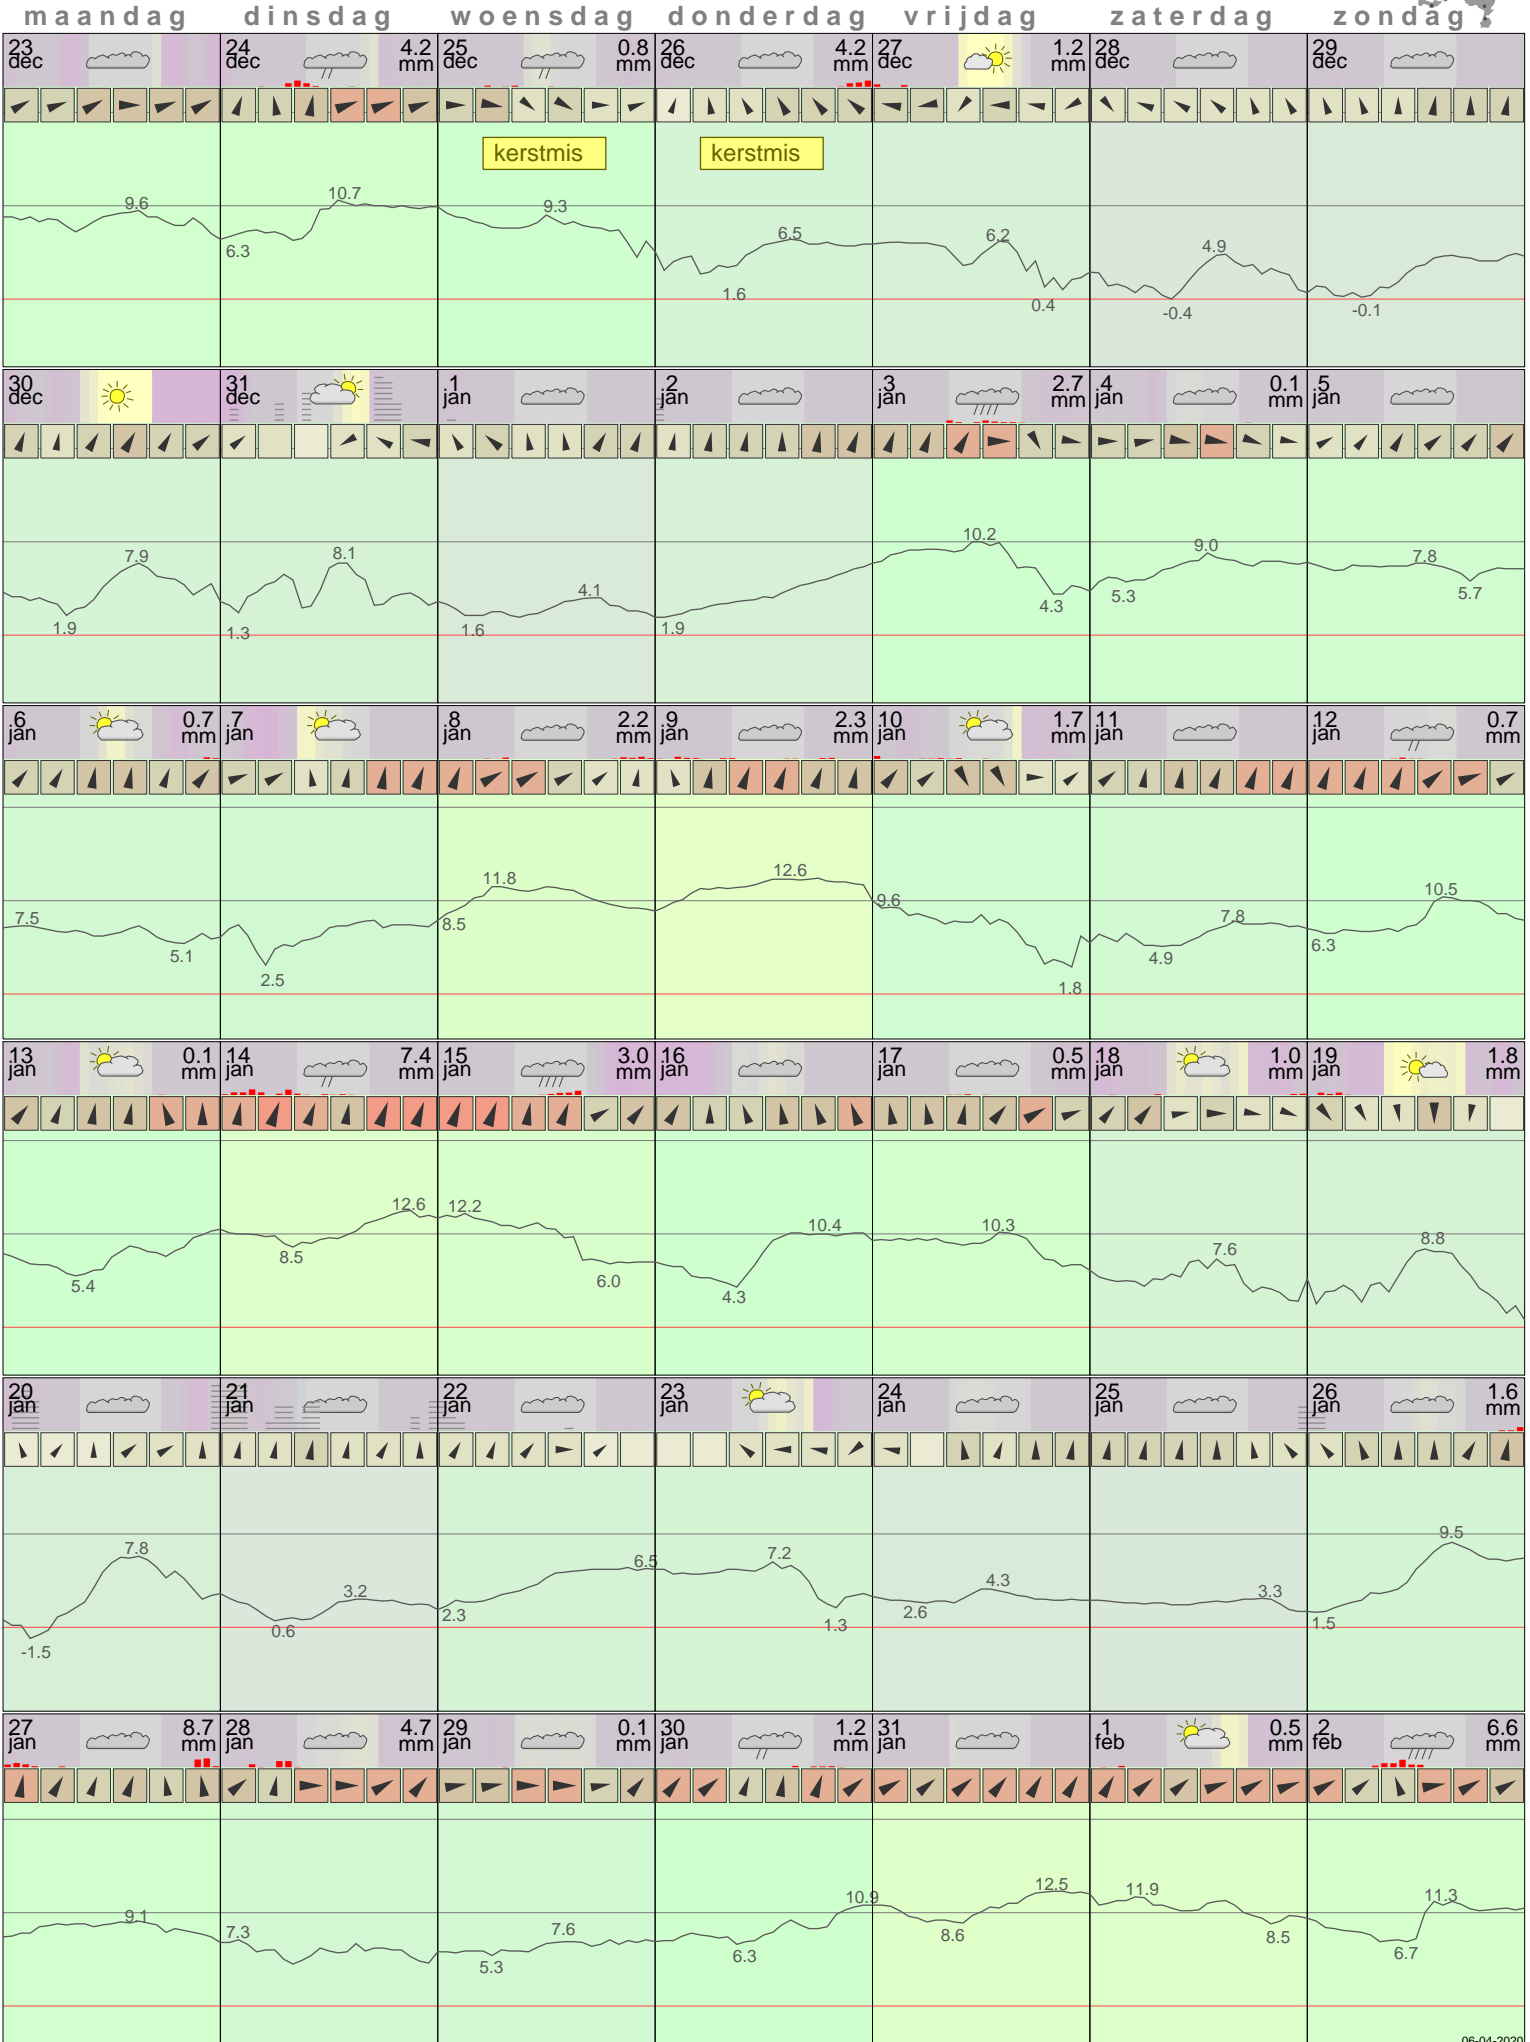 maandag dinsdag woensdag donderdag vrijdag zaterdag zondag
23 dec
24 dec 4.2 mm
25 dec 0.8 mm
26 dec 4.2 mm
27 dec 1.2 mm
28 dec
29 dec
kerstmis kerstmis
9.6 6.3 10.7 9.3 1.6 6.5 6.2 0.4 -0.4 4.9 -0.1
30 dec
31 dec
1 jan
2 jan
3 jan 2.7 mm
4 jan 0.1 mm
5 jan
1.9 7.9 1.3 8.1 1.6 4.1 1.9 10.2 4.3 5.3 9.0 7.8 5.7
6 jan 0.7 mm
7 jan
8 jan 2.2 mm
9 jan 2.3 mm
10 jan 1.7 mm
11 jan
12 jan 0.7 mm
7.5 5.1 2.5 8.5 11.8 12.6 9.6 1.8 4.9 7.8 6.3 10.5
13 jan 0.1 mm
14 jan 7.4 mm
15 jan 3.0 mm
16 jan
17 jan 0.5 mm
18 jan 1.0 mm
19 jan 1.8 mm
5.4 8.5 12.6 12.2 6.0 4.3 10.4 10.3 7.6 8.8
20 jan
21 jan
22 jan
23 jan
24 jan
25 jan
26 jan 1.6 mm
-1.5 7.8 0.6 3.2 2.3 6.5 7.2 1.3 2.6 4.3 3.3 1.5 9.5
27 jan 8.7 mm
28 jan 4.7 mm
29 jan 0.1 mm
30 jan 1.2 mm
31 jan
1 feb 0.5 mm
2 feb 6.6 mm
9.1 7.3 5.3 7.6 6.3 10.9 8.6 12.5 11.9 8.5 6.7 11.3
06-04-2020